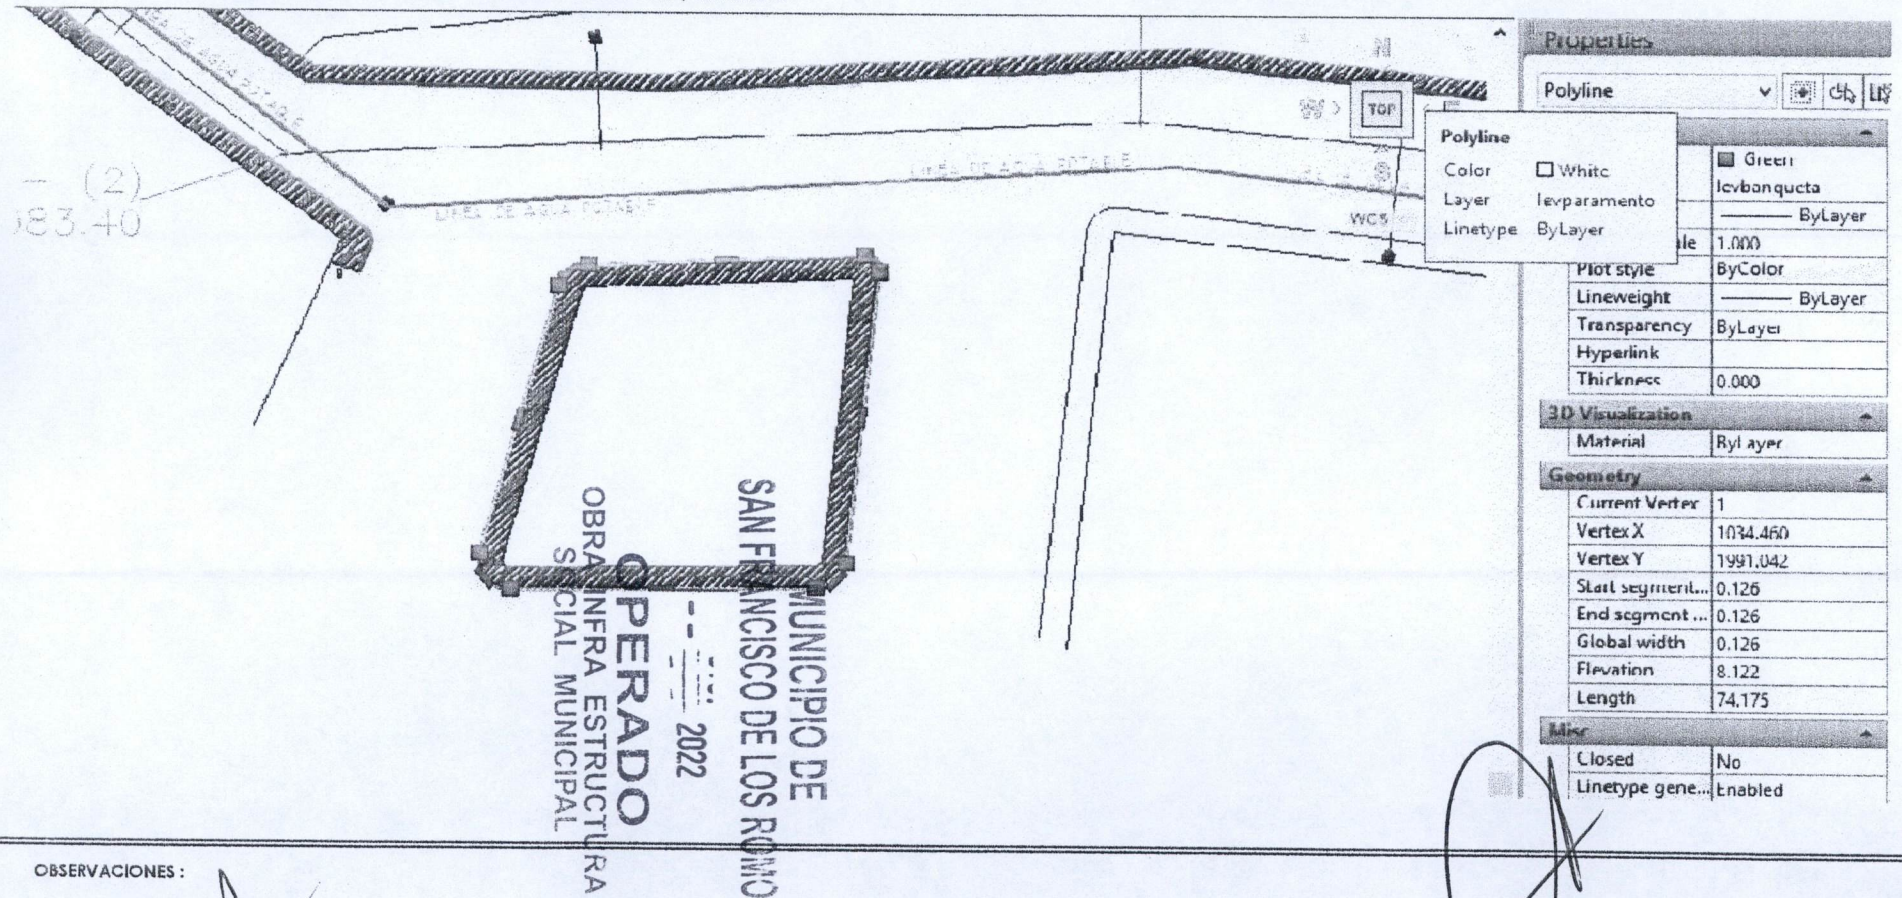 (2)
83.40
LINEA DE AGUA POTABLE
LINEA DE AGUA POTABLE
N
W
TOP
E
S
WCS
Polyline
Color White
Layer levparamento
Linetype ByLayer
Properties
Polyline
Green
levbanqueta
ByLayer
le 1.000
Plot style ByColor
Lineweight ByLayer
Transparency ByLayer
Hyperlink
Thickness 0.000
3D Visualization
Material ByLayer
Geometry
Current Vertex 1
Vertex X 1034.460
Vertex Y 1991.042
Start segment... 0.126
End segment ... 0.126
Global width 0.126
Elevation 8.122
Length 74.175
Misc
Closed No
Linetype gene... Enabled
MUNICIPIO DE
SAN FRANCISCO DE LOS ROMO
2022
OPERADO
OBRA INFRA ESTRUCTURA
SOCIAL MUNICIPAL
OBSERVACIONES :